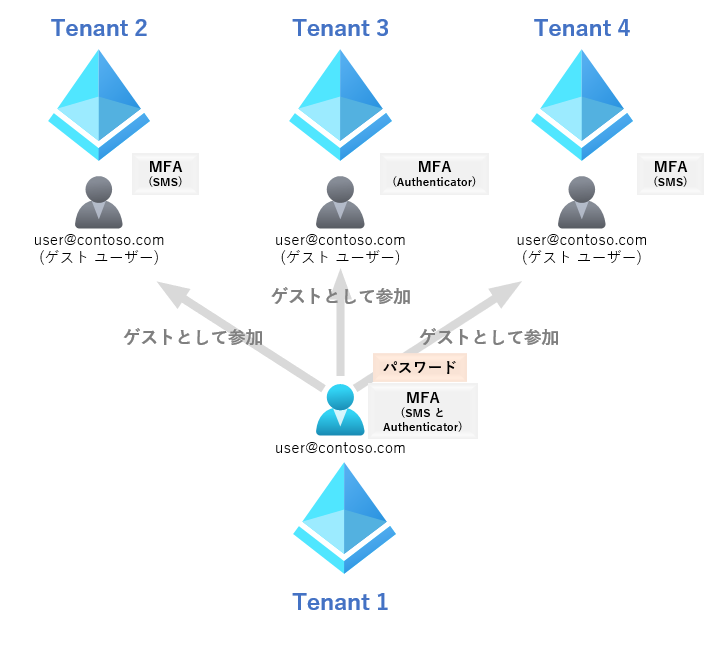 Tenant 2
Tenant 3
Tenant 4
MFA
(SMS)
MFA
(Authenticator)
MFA
(SMS)
user@contoso.com
(ゲスト ユーザー)
user@contoso.com
(ゲスト ユーザー)
user@contoso.com
(ゲスト ユーザー)
ゲストとして参加
ゲストとして参加
ゲストとして参加
パスワード
MFA
(SMS と
Authenticator)
user@contoso.com
Tenant 1